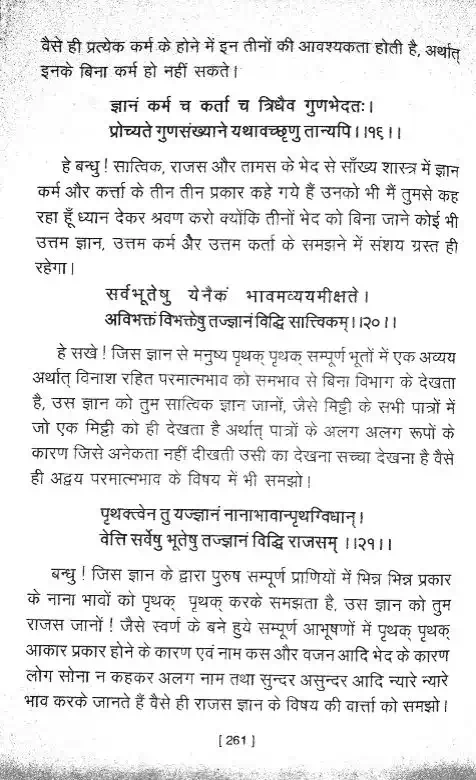 वैसे ही प्रत्येक कर्म के होने में इन तीनों की आवश्यकता होती है, अर्थात्
इनके बिना कर्म हो नहीं सकते।
ज्ञानं कर्म च कर्ता च त्रिधैव गुणभेदतः।
प्रोच्यते गुणसंख्याने यथावच्छृणु तान्यपि।।१६।।
हे बन्धु ! सात्विक, राजस और तामस के भेद से साँख्य शास्त्र में ज्ञान
कर्म और कर्त्ता के तीन तीन प्रकार कहे गये हैं उनको भी मैं तुमसे कह
रहा हूँ ध्यान देकर श्रवण करो क्योंकि तीनों भेद को बिना जाने कोई भी
उत्तम ज्ञान, उत्तम कर्म और उत्तम कर्ता के समझने में संशय ग्रस्त ही
रहेगा।
सर्वभूतेषु येनैकं भावमव्ययमीक्षते।
अविभक्तं विभक्तेषु तज्ज्ञानं विद्धि सात्त्विकम्।।२०।।
हे सखे ! जिस ज्ञान से मनुष्य पृथक् पृथक् सम्पूर्ण भूतों में एक अव्यय
अर्थात् विनाश रहित परमात्मभाव को समभाव से बिना विभाग के देखता
है, उस ज्ञान को तुम सात्विक ज्ञान जानों, जैसे मिट्टी के सभी पात्रों में
जो एक मिट्टी को ही देखता है अर्थात् पात्रों के अलग अलग रूपों के
कारण जिसे अनेकता नहीं दीखती उसी का देखना सच्चा देखना है वैसे
ही अद्वय परमात्मभाव के विषय में भी समझो।
पृथक्त्वेन तु यज्ज्ञानं नानाभावान्पृथग्विधान्।
वेत्ति सर्वेषु भूतेषु तज्ज्ञानं विद्धि राजसम् ।।२१।।
बन्धु ! जिस ज्ञान के द्वारा पुरुष सम्पूर्ण प्राणियों में भिन्न भिन्न प्रकार
के नाना भावों को पृथक् पृथक् करके समझता है, उस ज्ञान को तुम
राजस जानों ! जैसे स्वर्ण के बने हुये सम्पूर्ण आभूषणों में पृथक् पृथक्
आकार प्रकार होने के कारण एवं नाम कस और वजन आदि भेद के कारण
लोग सोना न कहकर अलग नाम तथा सुन्दर असुन्दर आदि न्यारे न्यारे
भाव करके जानते हैं वैसे ही राजस ज्ञान के विषय की वार्त्ता को समझो।
[ 261 ]